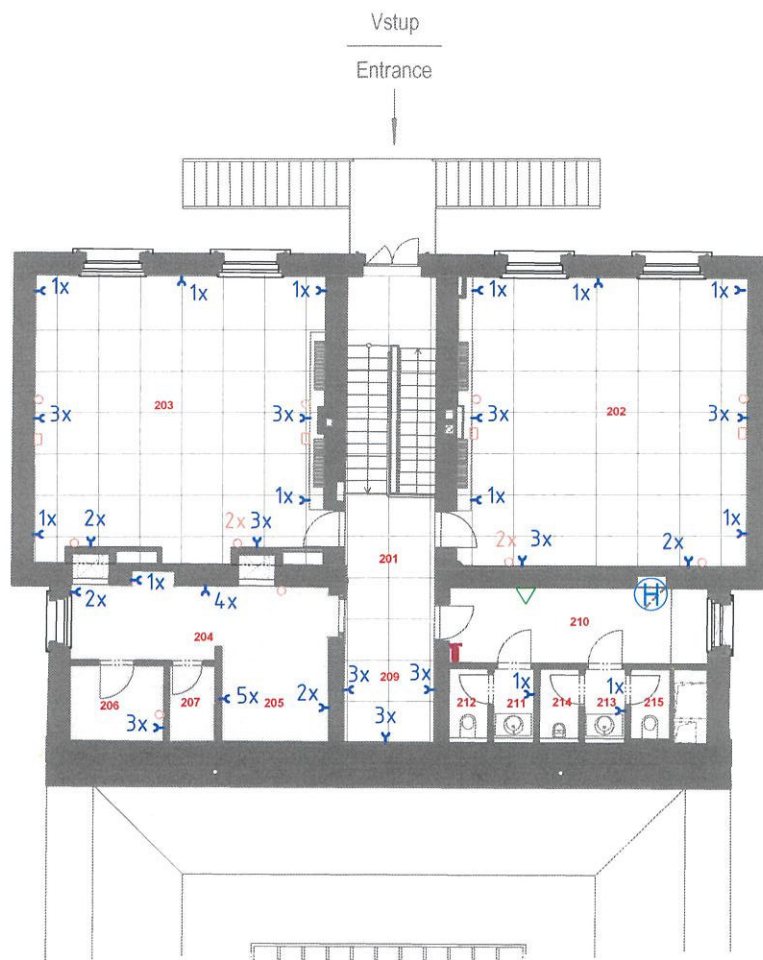 Vstup
Entrance
1x 1x 1x 1x 1x 1x
203 202
3x 3x 3x 3x
1x 1x
1x 2x 2x 3x 2x 3x 2x 1x
201
1x
2x 4x H
204 210
206 207 205 209 212 211 214 213 215
3x 5x 2x 3x 3x 1x 1x
3x